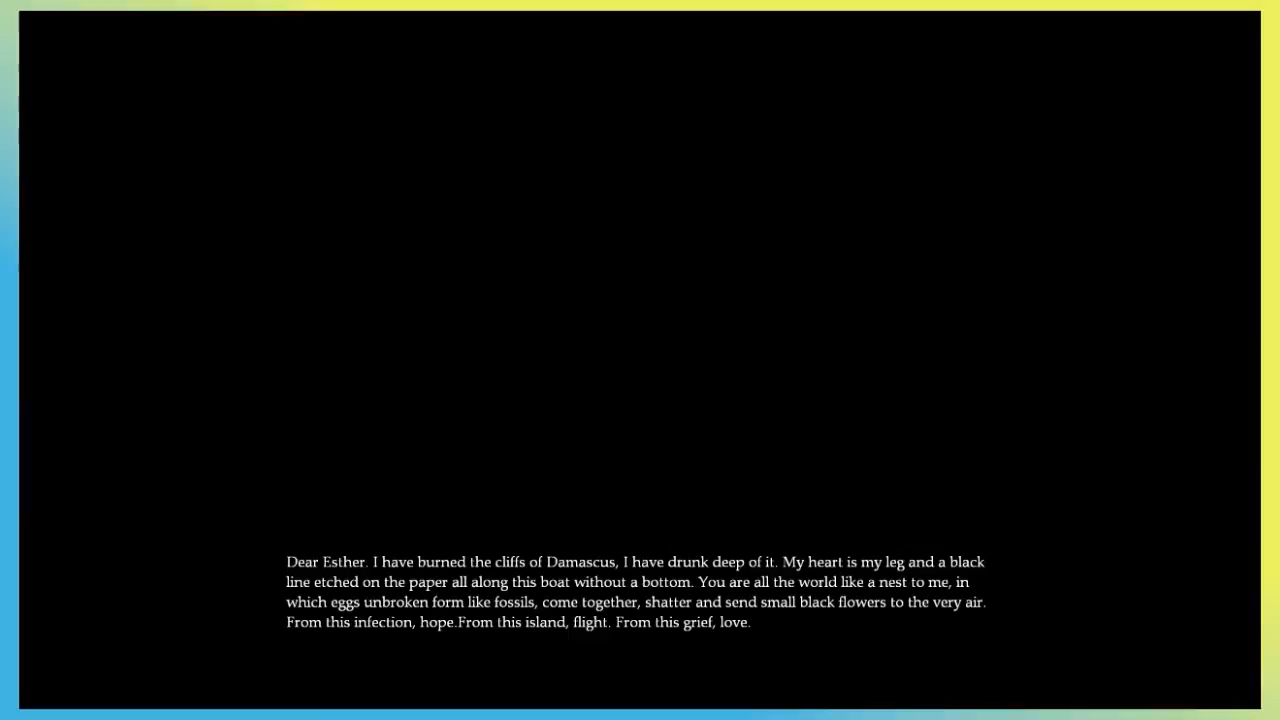 Dear Esther. I have burned the cliffs of Damascus, I have drunk deep of it. My heart is my leg and a black
line etched on the paper all along this boat without a bottom. You are all the world like a nest to me, in
which eggs unbroken form like fossils, come together, shatter and send small black flowers to the very air.
From this infection, hope.From this island, flight. From this grief, love.